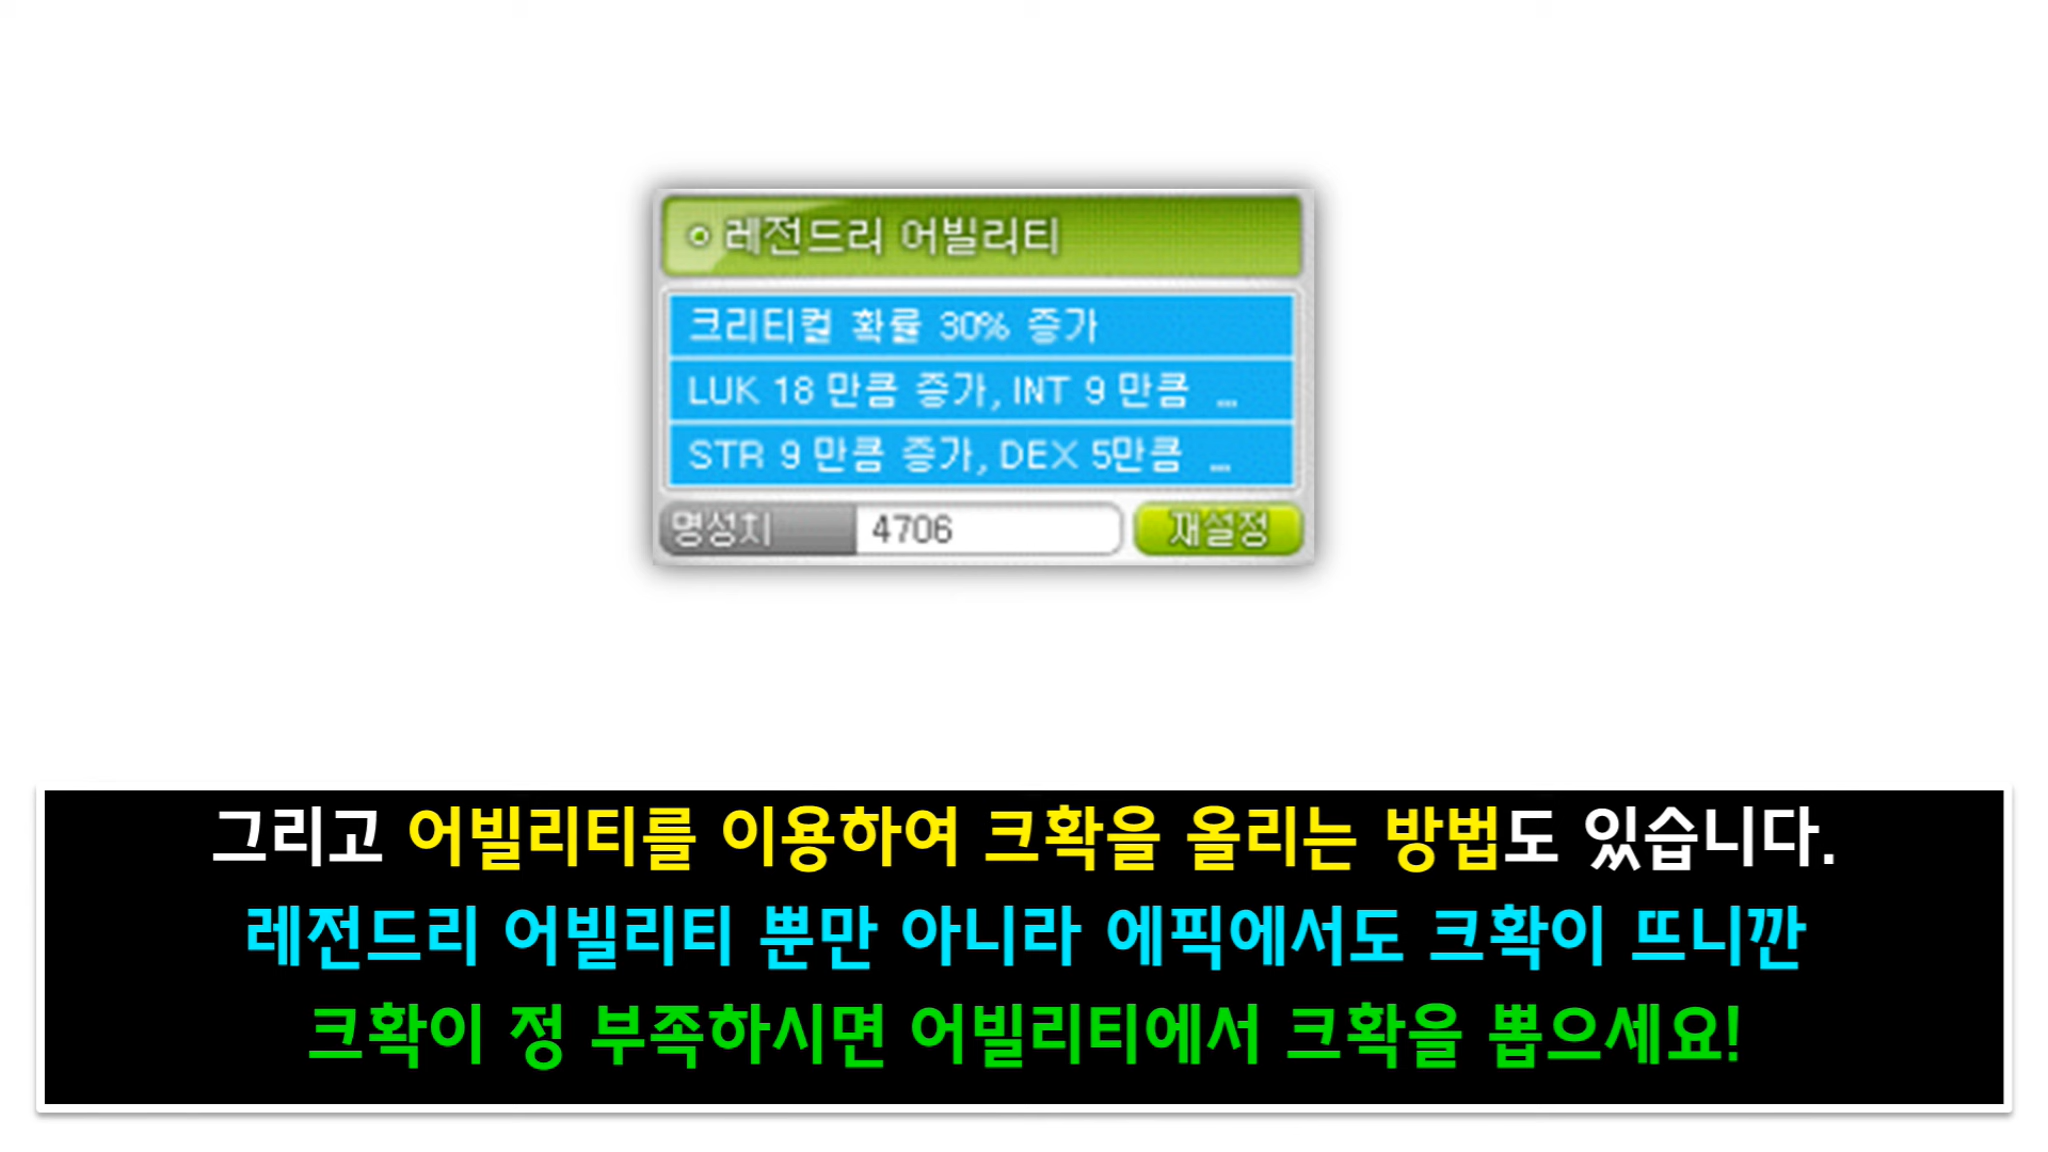 레전드리 어빌리티
크리티컬 확률 30% 증가
LUK 18 만큼 증가, INT 9 만큼 ...
STR 9 만큼 증가, DEX 5만큼 ...
명성치 4706 재설정
그리고 어빌리티를 이용하여 크확을 올리는 방법도 있습니다.
레전드리 어빌리티 뿐만 아니라 에픽에서도 크확이 뜨니깐
크확이 정 부족하시면 어빌리티에서 크확을 뽑으세요!